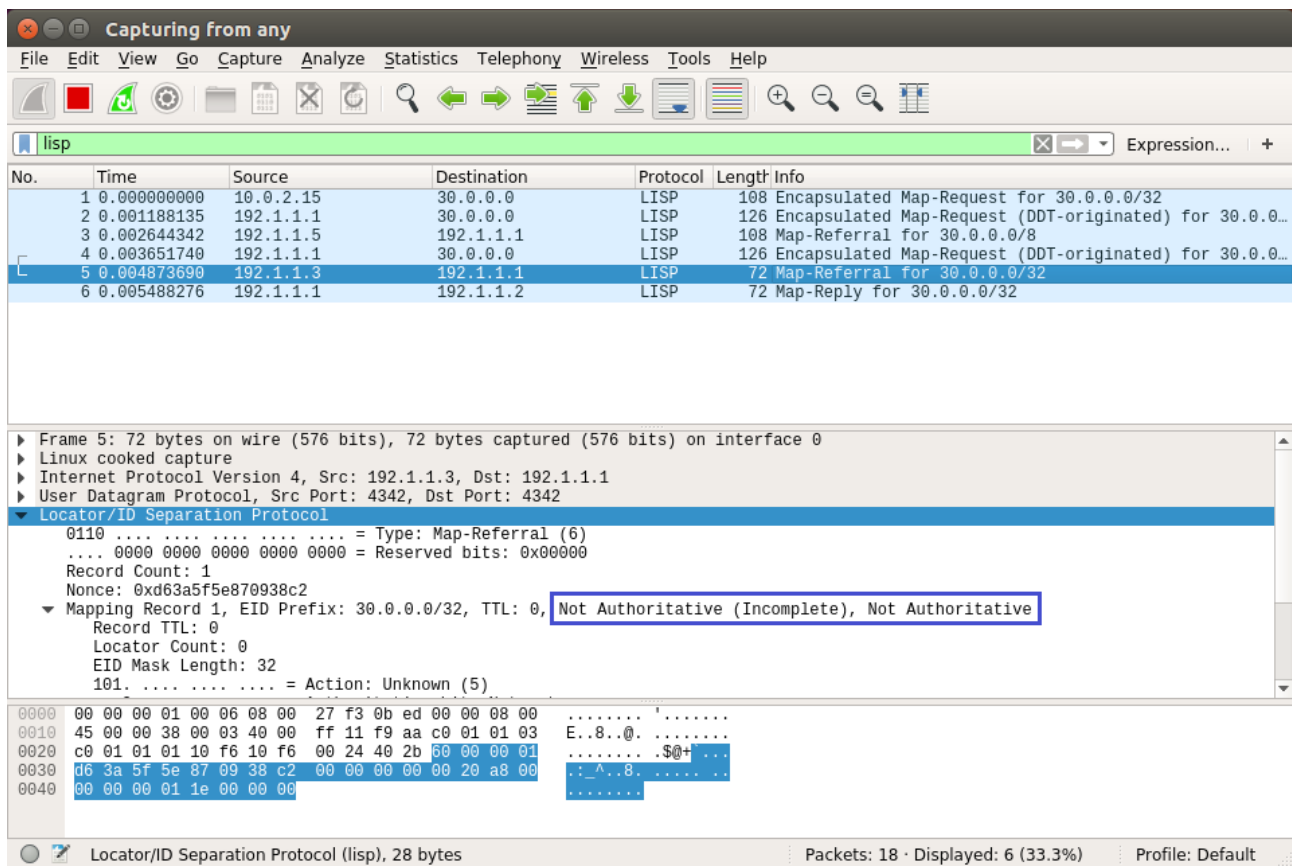 Capturing from any
File Edit View Go Capture Analyze Statistics Telephony Wireless Tools Help
lisp Expression... +
No. Time Source Destination Protocol Length Info
1 0.000000000 10.0.2.15 30.0.0.0 LISP 108 Encapsulated Map-Request for 30.0.0.0/32
2 0.001188135 192.1.1.1 30.0.0.0 LISP 126 Encapsulated Map-Request (DDT-originated) for 30.0.0…
3 0.002644342 192.1.1.5 192.1.1.1 LISP 108 Map-Referral for 30.0.0.0/8
4 0.003651740 192.1.1.1 30.0.0.0 LISP 126 Encapsulated Map-Request (DDT-originated) for 30.0.0…
5 0.004873690 192.1.1.3 192.1.1.1 LISP 72 Map-Referral for 30.0.0.0/32
6 0.005488276 192.1.1.1 192.1.1.2 LISP 72 Map-Reply for 30.0.0.0/32
Frame 5: 72 bytes on wire (576 bits), 72 bytes captured (576 bits) on interface 0
Linux cooked capture
Internet Protocol Version 4, Src: 192.1.1.3, Dst: 192.1.1.1
User Datagram Protocol, Src Port: 4342, Dst Port: 4342
Locator/ID Separation Protocol
0110 .... .... .... .... .... = Type: Map-Referral (6)
.... 0000 0000 0000 0000 0000 = Reserved bits: 0x00000
Record Count: 1
Nonce: 0xd63a5f5e870938c2
Mapping Record 1, EID Prefix: 30.0.0.0/32, TTL: 0, Not Authoritative (Incomplete), Not Authoritative
Record TTL: 0
Locator Count: 0
EID Mask Length: 32
101. .... .... .... = Action: Unknown (5)
0000 00 00 00 01 00 06 08 00 27 f3 0b ed 00 00 08 00 ........ '.......
0010 45 00 00 38 00 03 40 00 ff 11 f9 aa c0 01 01 03 E..8..@. ........
0020 c0 01 01 01 10 f6 10 f6 00 24 40 2b 60 00 00 01 ........ .$@+`...
0030 d6 3a 5f 5e 87 09 38 c2 00 00 00 00 00 20 a8 00 .:_^..8. ..... ..
0040 00 00 00 01 1e 00 00 00 ........
Locator/ID Separation Protocol (lisp), 28 bytes Packets: 18 · Displayed: 6 (33.3%) Profile: Default